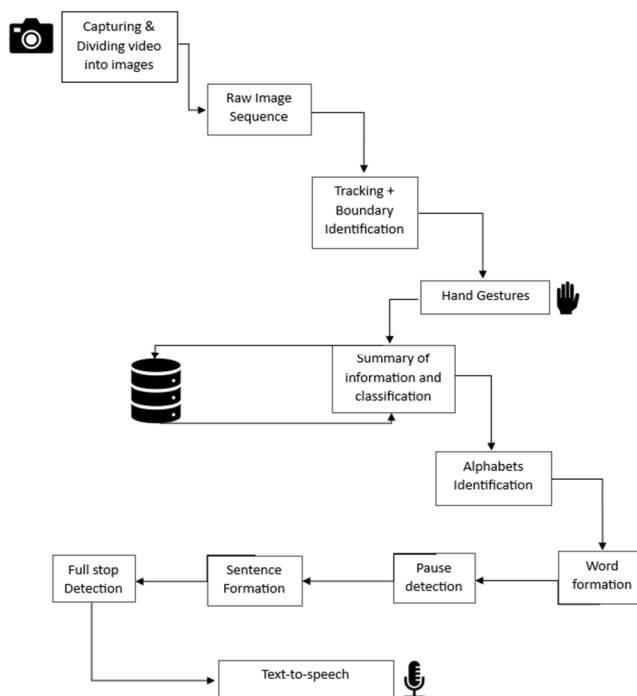 Capturing &
Dividing video
into images
Raw Image
Sequence
Tracking +
Boundary
Identification
Hand Gestures
Summary of
information and
classification
Alphabets
Identification
Word
formation
Pause
detection
Sentence
Formation
Full stop
Detection
Text-to-speech